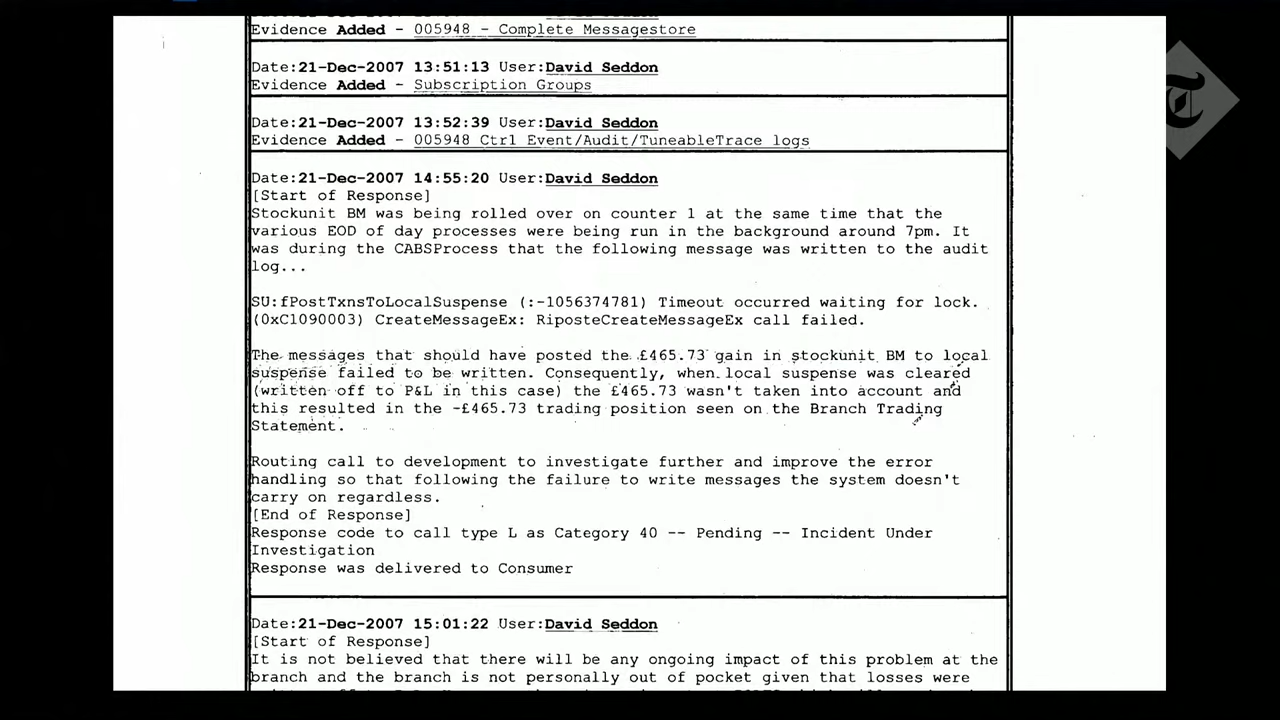 Evidence Added - 005948 - Complete Messagestore
Date:21-Dec-2007 13:51:13 User:David Seddon
Evidence Added - Subscription Groups
Date:21-Dec-2007 13:52:39 User:David Seddon
Evidence Added - 005948 Ctrl Event/Audit/TuneableTrace logs
Date:21-Dec-2007 14:55:20 User:David Seddon
[Start of Response]
Stockunit BM was being rolled over on counter 1 at the same time that the
various EOD of day processes were being run in the background around 7pm. It
was during the CABSProcess that the following message was written to the audit
log...
SU:fPostTxnsToLocalSuspense (:-1056374781) Timeout occurred waiting for lock.
(0xC1090003) CreateMessageEx: RiposteCreateMessageEx call failed.
The messages that should have posted the £465.73 gain in stockunit BM to local
suspense failed to be written. Consequently, when local suspense was cleared
(written off to P&L in this case) the £465.73 wasn't taken into account and
this resulted in the -£465.73 trading position seen on the Branch Trading
Statement.
Routing call to development to investigate further and improve the error
handling so that following the failure to write messages the system doesn't
carry on regardless.
[End of Response]
Response code to call type L as Category 40 -- Pending -- Incident Under
Investigation
Response was delivered to Consumer
Date:21-Dec-2007 15:01:22 User:David Seddon
[Start of Response]
It is not believed that there will be any ongoing impact of this problem at the
branch and the branch is not personally out of pocket given that losses were